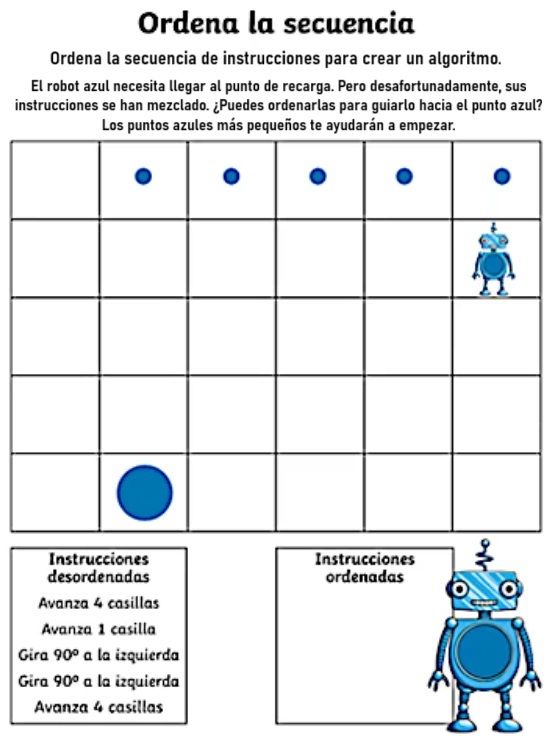 Ordena la secuencia
Ordena la secuencia de instrucciones para crear un algoritmo.
El robot azul necesita llegar al punto de recarga. Pero desafortunadamente, sus
instrucciones se han mezclado. ¿Puedes ordenarlas para guiarlo hacia el punto azul?
Los puntos azules más pequeños te ayudarán a empezar.
Instrucciones
desordenadas
Avanza 4 casillas
Avanza 1 casilla
Gira 90º a la izquierda
Gira 90º a la izquierda
Avanza 4 casillas
Instrucciones
ordenadas